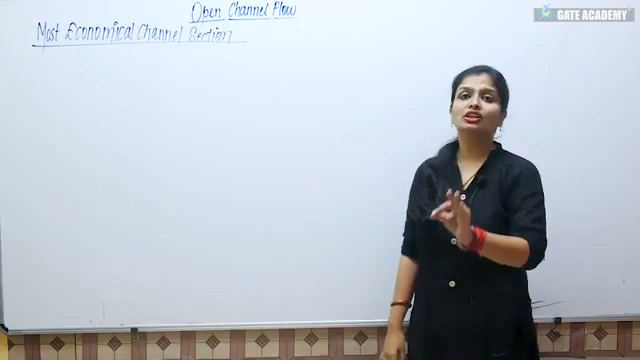 Open Channel Flow
Most Economical Channel Section
GATE ACADEMY